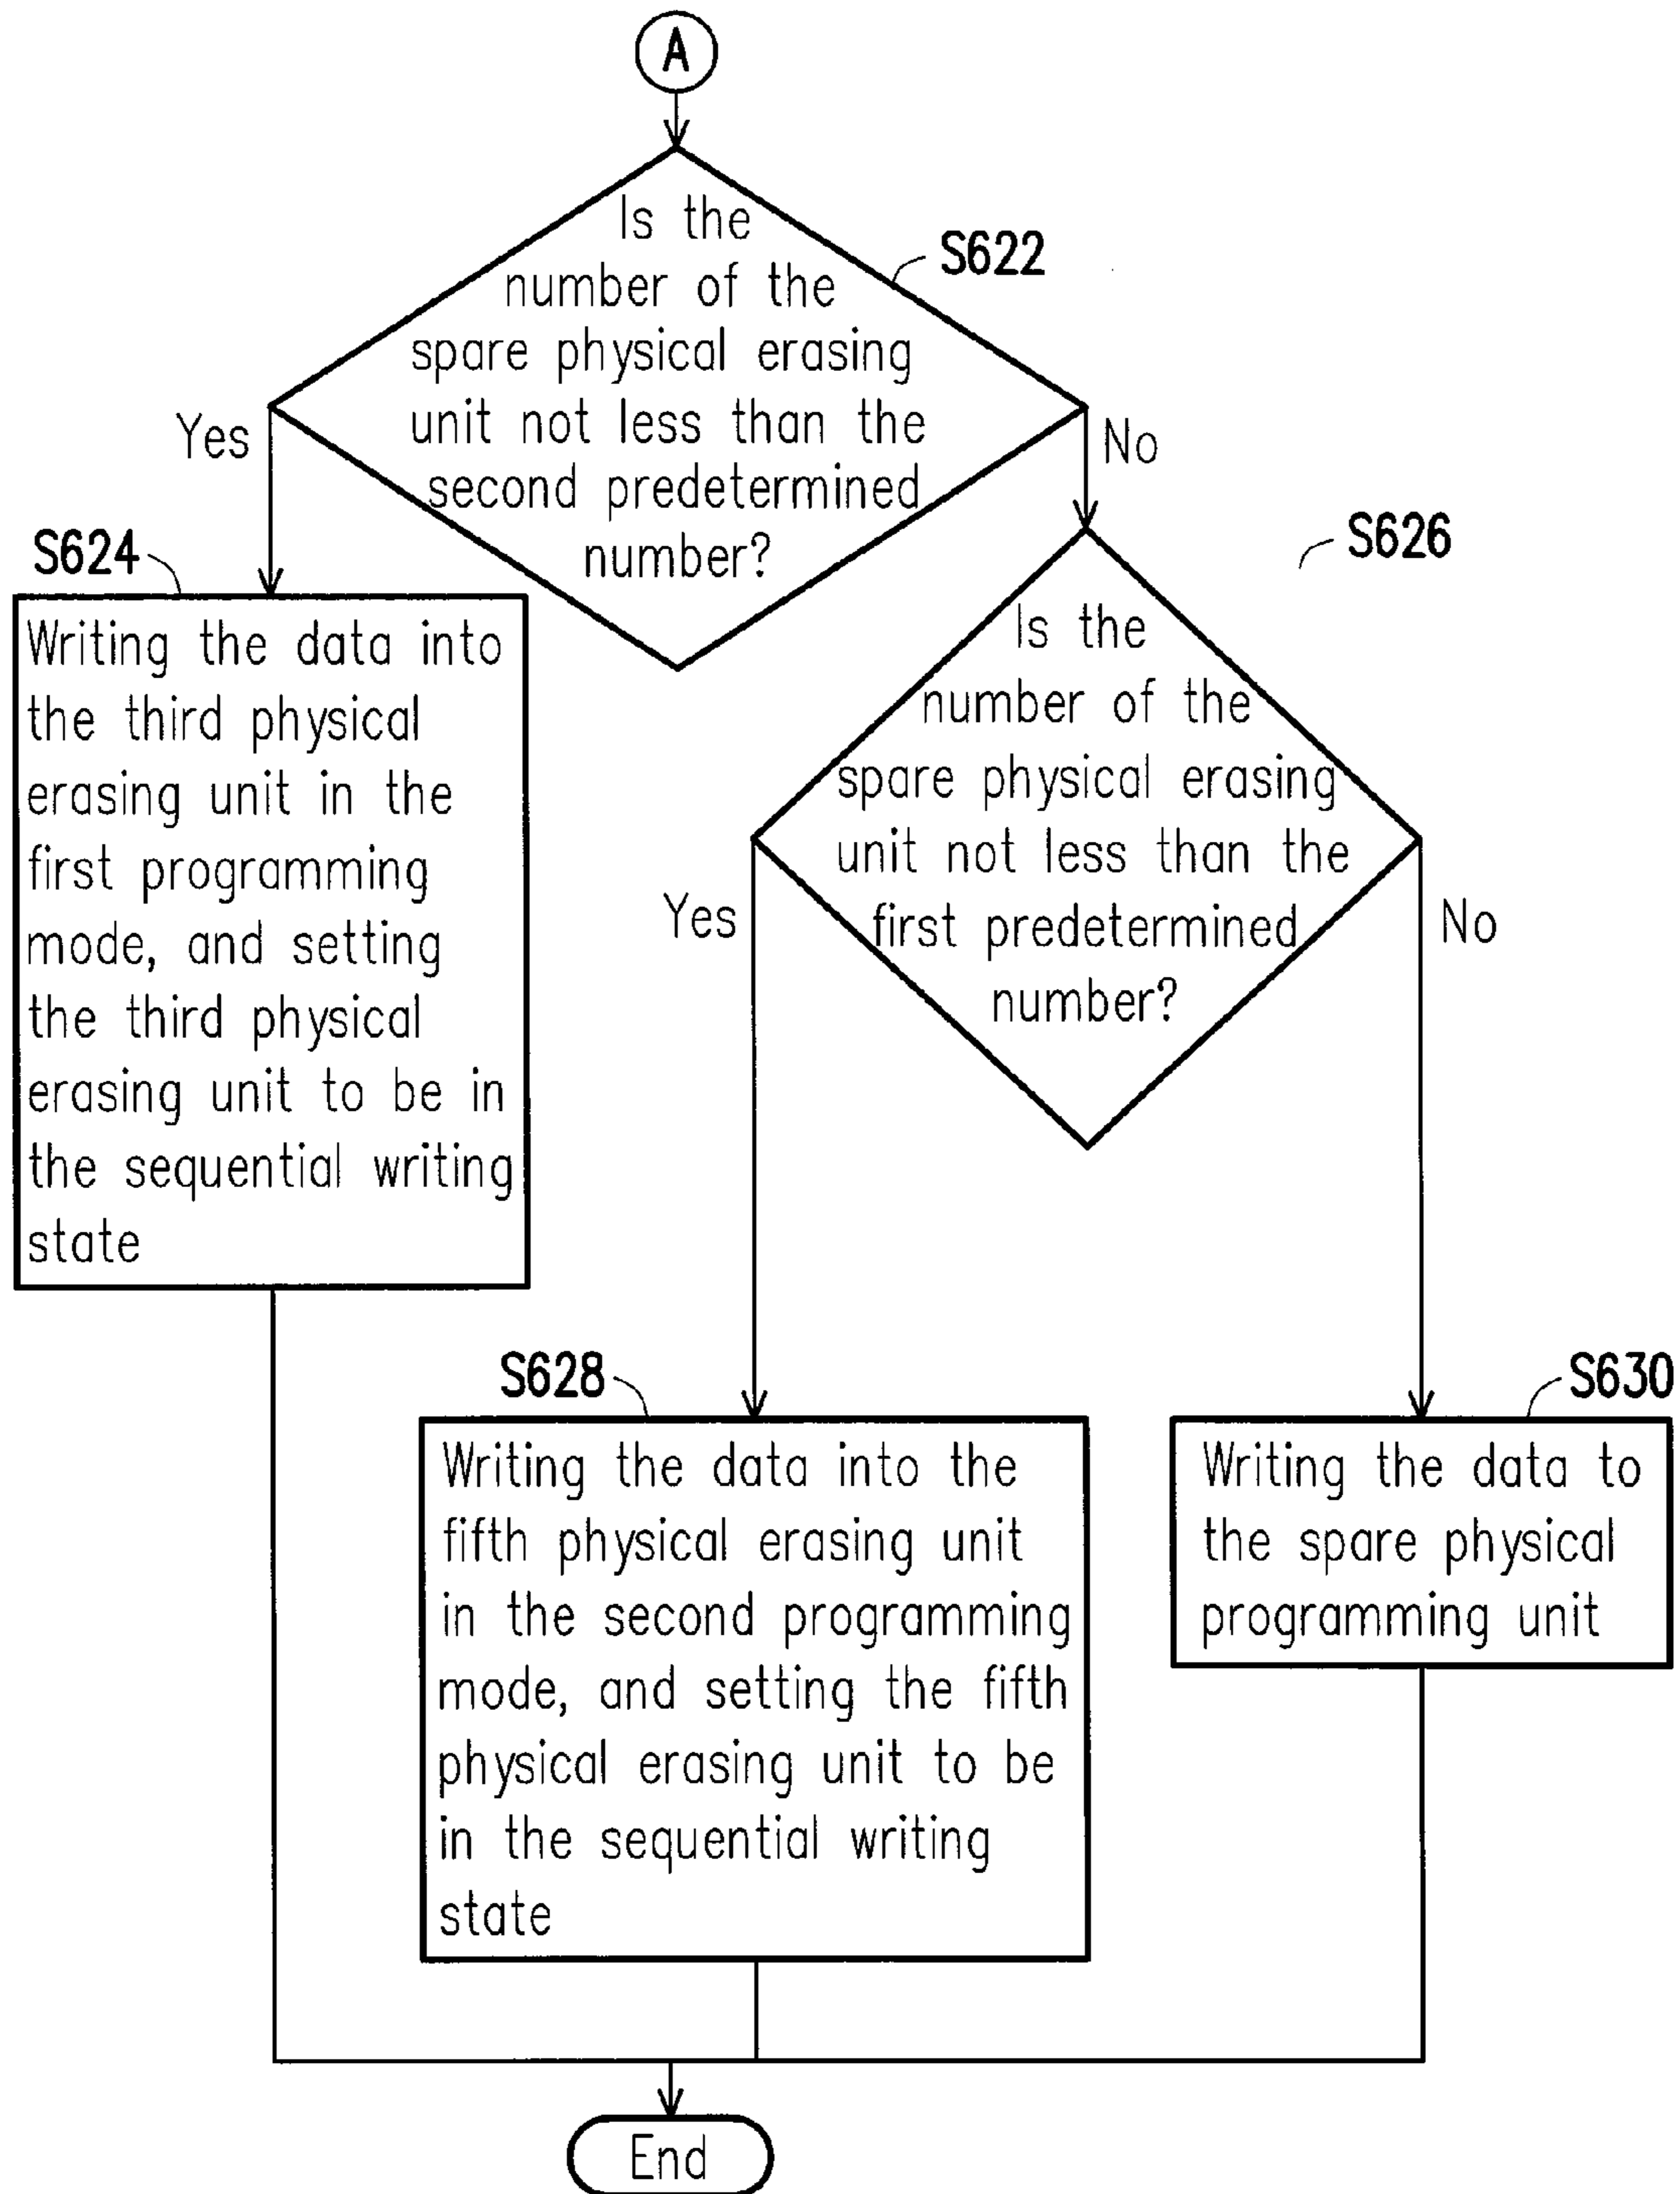 A
Is the
number of the
spare physical erasing
unit not less than the
second predetermined
number?
S622
Yes
No
S624
Writing the data into
the third physical
erasing unit in the
first programming
mode, and setting
the third physical
erasing unit to be in
the sequential writing
state
S626
Is the
number of the
spare physical erasing
unit not less than the
first predetermined
number?
Yes
No
S628
Writing the data into the
fifth physical erasing unit
in the second programming
mode, and setting the fifth
physical erasing unit to be
in the sequential writing
state
S630
Writing the data to
the spare physical
programming unit
End